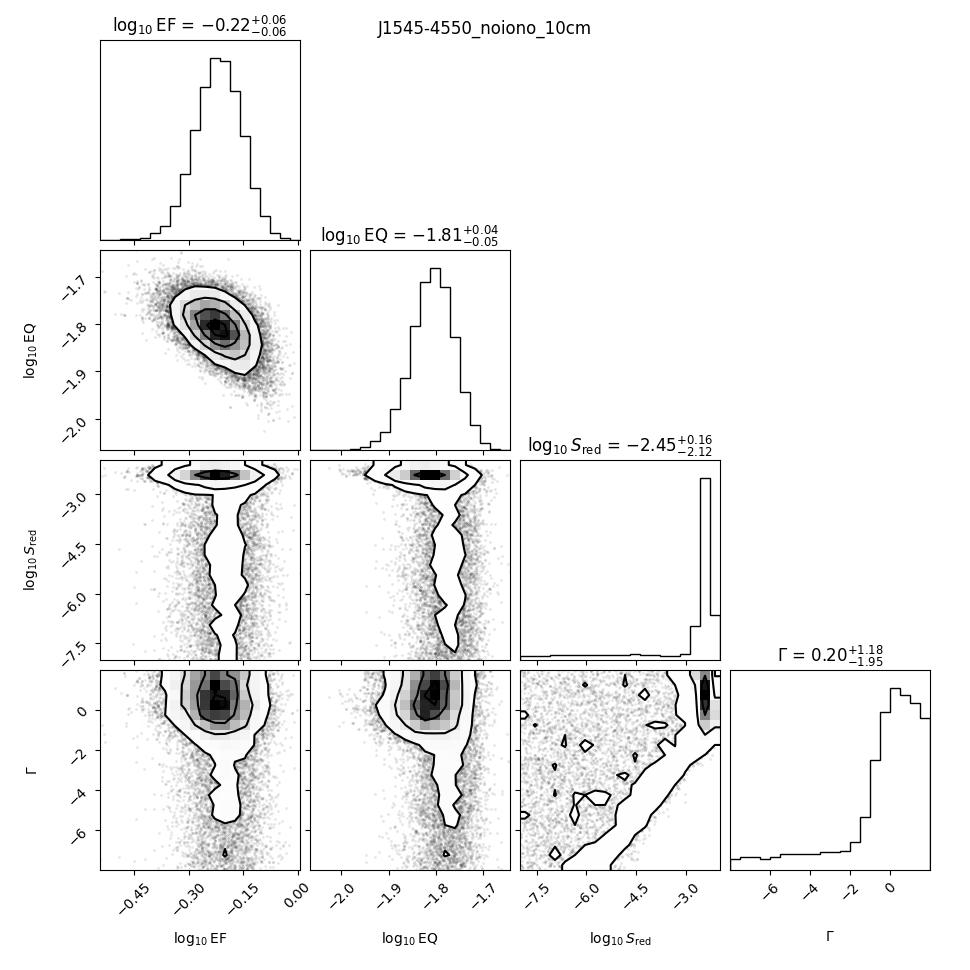 J1545-4550_noiono_10cm
log₁₀ EF = −0.22⁺⁰·⁰⁶₋₀.₀₆
log₁₀ EQ = −1.81⁺⁰·⁰⁴₋₀.₀₅
−1.7
−1.8
−1.9
−2.0
log₁₀ EQ
log₁₀ S_red = −2.45⁺⁰·¹⁶₋₂.₁₂
−3.0
−4.5
−6.0
−7.5
log₁₀ S_red
Γ = 0.20⁺¹·¹⁸₋₁.₉₅
0
−2
−4
−6
Γ
−0.45 −0.30 −0.15 0.00
−2.0 −1.9 −1.8 −1.7
−7.5 −6.0 −4.5 −3.0
−6 −4 −2 0
log₁₀ EF
log₁₀ EQ
log₁₀ S_red
Γ